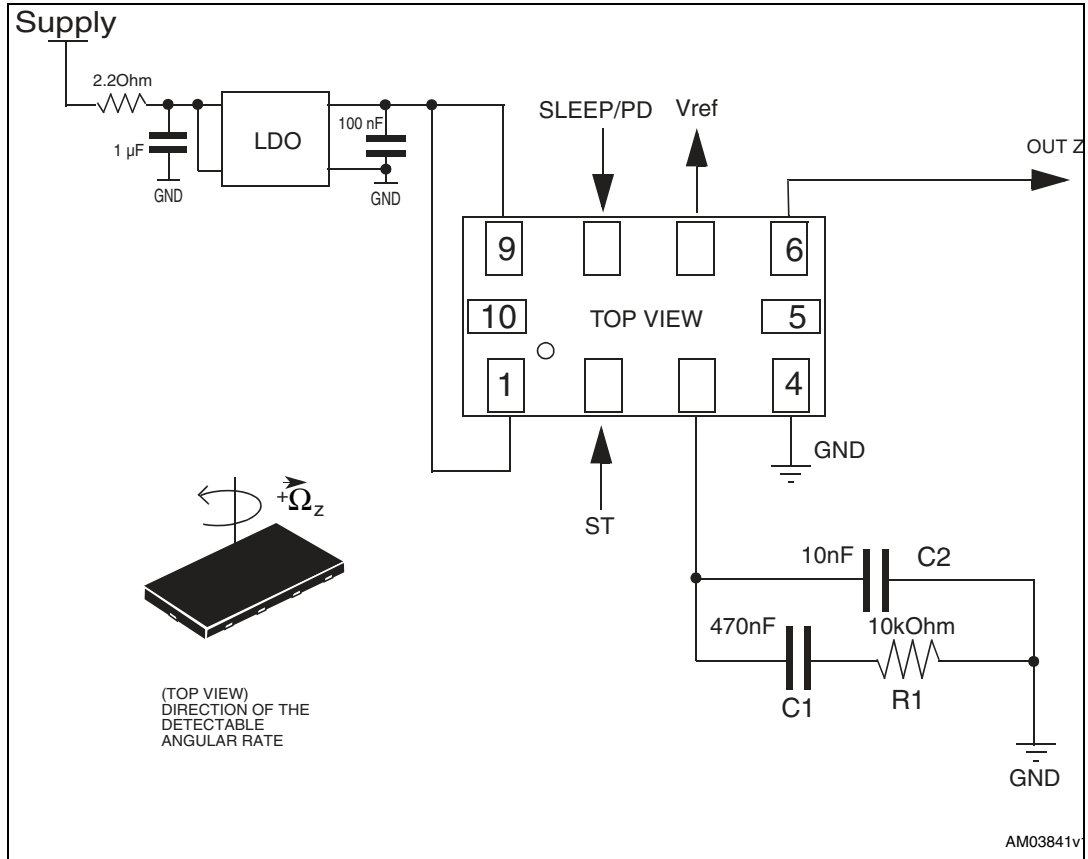 Supply
2.2Ohm
1 µF
GND
LDO
100 nF
GND
SLEEP/PD
Vref
OUT Z
9
6
10
TOP VIEW
5
1
4
GND
ST
+Ωz
10nF
C2
470nF
10kOhm
C1
R1
GND
(TOP VIEW)
DIRECTION OF THE
DETECTABLE
ANGULAR RATE
AM03841v1